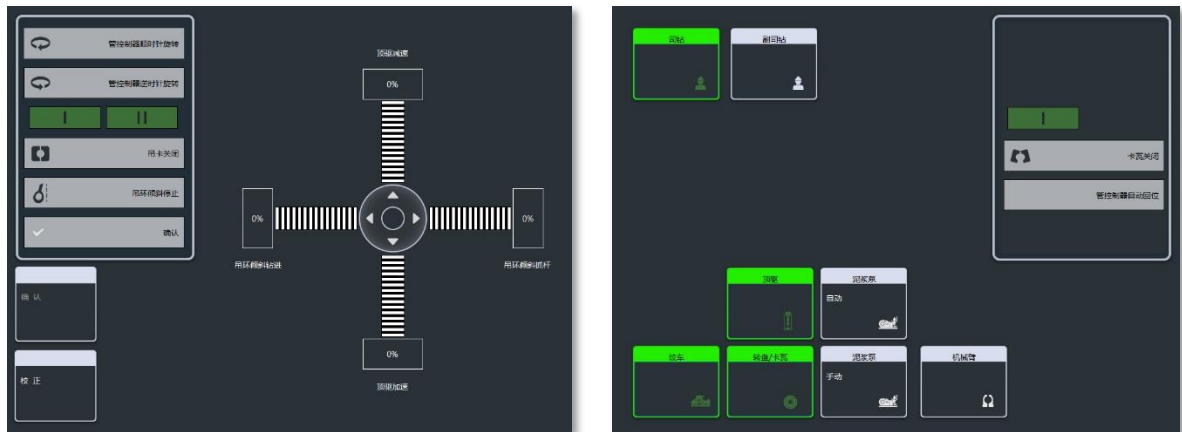 管控制器顺时针旋转
管控制器逆时针旋转
I II
吊卡关闭
吊环倾斜停止
确认
确 认
校 正
顶驱减速
0%
0%
0%
吊环倾斜钻进
吊环倾斜抓杆
0%
顶驱加速
司钻
副司钻
I
卡瓦关闭
管控制器自动回位
顶驱
泥浆泵
自动
绞车
转盘/卡瓦
泥浆泵
手动
机械臂